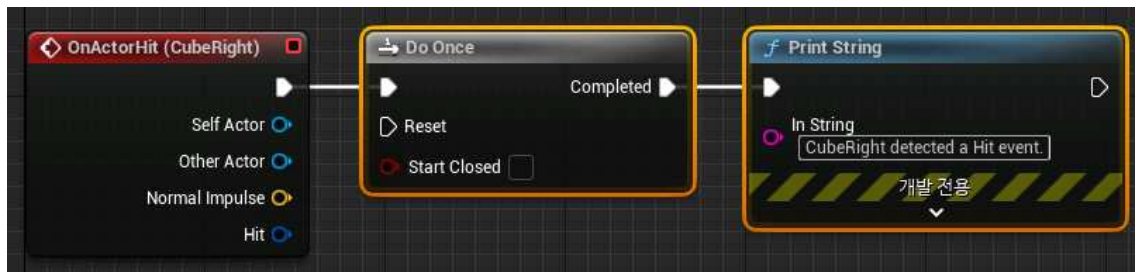 OnActorHit (CubeRight)
Self Actor
Other Actor
Normal Impulse
Hit
Do Once
Completed
Reset
Start Closed
f Print String
In String
CubeRight detected a Hit event.
개발 전용